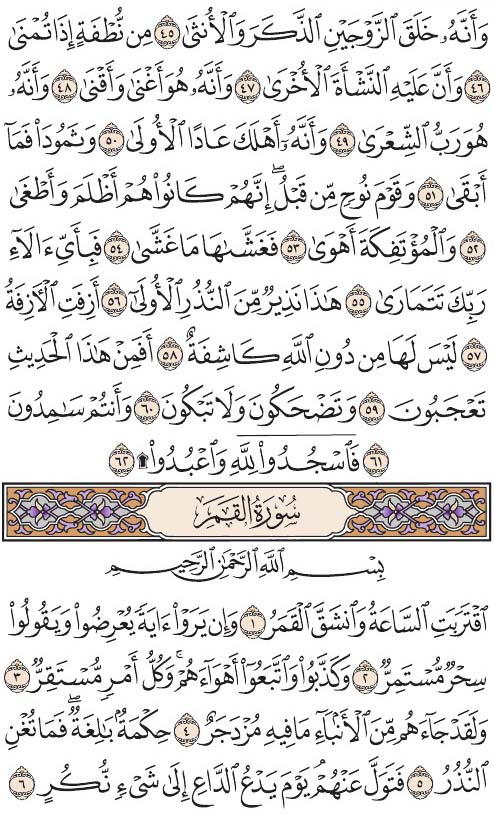 وَأَنَّهُۥ خَلَقَ ٱلزَّوۡجَيۡنِ ٱلذَّكَرَ وَٱلۡأُنثَىٰ ٤٥ مِن نُّطۡفَةٍ إِذَا تُمۡنَىٰ
٤٦ وَأَنَّ عَلَيۡهِ ٱلنَّشۡأَةَ ٱلۡأُخۡرَىٰ ٤٧ وَأَنَّهُۥ هُوَ أَغۡنَىٰ وَأَقۡنَىٰ ٤٨ وَأَنَّهُۥ
هُوَ رَبُّ ٱلشِّعۡرَىٰ ٤٩ وَأَنَّهُۥٓ أَهۡلَكَ عَادًا ٱلۡأُولَىٰ ٥٠ وَثَمُودَاْ فَمَآ
أَبۡقَىٰ ٥١ وَقَوۡمَ نُوحٖ مِّن قَبۡلُۖ إِنَّهُمۡ كَانُواْ هُمۡ أَظۡلَمَ وَأَطۡغَىٰ
٥٢ وَٱلۡمُؤۡتَفِكَةَ أَهۡوَىٰ ٥٣ فَغَشَّىٰهَا مَا غَشَّىٰ ٥٤ فَبِأَيِّ ءَالَآءِ
رَبِّكَ تَتَمَارَىٰ ٥٥ هَٰذَا نَذِيرٞ مِّنَ ٱلنُّذُرِ ٱلۡأُولَىٰٓ ٥٦ أَزِفَتِ ٱلۡأٓزِفَةُ
٥٧ لَيۡسَ لَهَا مِن دُونِ ٱللَّهِ كَاشِفَةٌ ٥٨ أَفَمِنۡ هَٰذَا ٱلۡحَدِيثِ
تَعۡجَبُونَ ٥٩ وَتَضۡحَكُونَ وَلَا تَبۡكُونَ ٦٠ وَأَنتُمۡ سَٰمِدُونَ
٦١ فَٱسۡجُدُواْۤ لِلَّهِۤ وَٱعۡبُدُواْ ٦٢
سُورَةُ القَمَرِ
بِسۡمِ ٱللَّهِ ٱلرَّحۡمَٰنِ ٱلرَّحِيمِ
ٱقۡتَرَبَتِ ٱلسَّاعَةُ وَٱنشَقَّ ٱلۡقَمَرُ ١ وَإِن يَرَوۡاْ ءَايَةٗ يُعۡرِضُواْ وَيَقُولُواْ
سِحۡرٞ مُّسۡتَمِرّٞ ٢ وَكَذَّبُواْ وَٱتَّبَعُوٓاْ أَهۡوَآءَهُمۡۚ وَكُلُّ أَمۡرٖ مُّسۡتَقِرّٞ ٣
وَلَقَدۡ جَآءَهُم مِّنَ ٱلۡأَنۢبَآءِ مَا فِيهِ مُزۡدَجَرٌ ٤ حِكۡمَةُۢ بَٰلِغَةٞۖ فَمَا تُغۡنِ
ٱلنُّذُرُ ٥ فَتَوَلَّ عَنۡهُمۡۘ يَوۡمَ يَدۡعُ ٱلدَّاعِ إِلَىٰ شَيۡءٖ نُّكُرٍ ٦